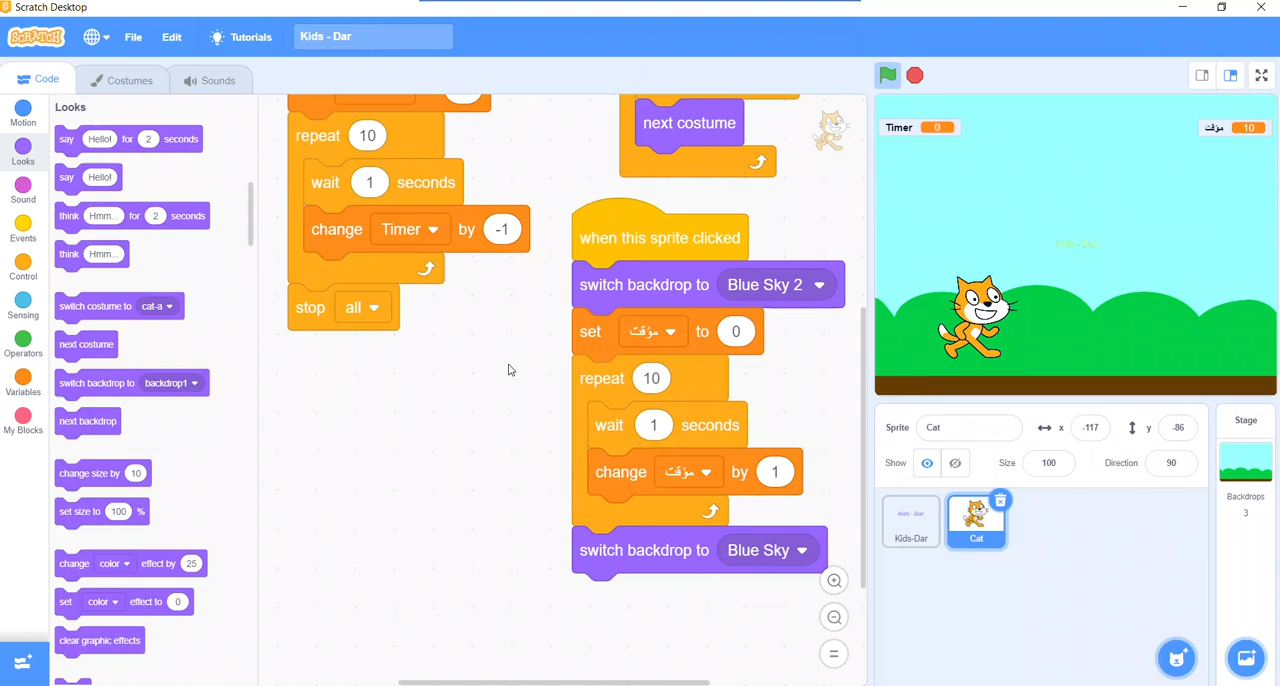 Scratch Desktop
SCRATCH File Edit Tutorials Kids - Dar
Code Costumes Sounds
Motion
Looks
Sound
Events
Control
Sensing
Operators
Variables
My Blocks
Looks
say Hello! for 2 seconds
say Hello!
think Hmm... for 2 seconds
think Hmm...
switch costume to cat-a
next costume
switch backdrop to backdrop1
next backdrop
change size by 10
set size to 100 %
change color effect by 25
set color effect to 0
clear graphic effects
repeat 10
wait 1 seconds
change Timer by -1
stop all
next costume
when this sprite clicked
switch backdrop to Blue Sky 2
set مؤقت to 0
repeat 10
wait 1 seconds
change مؤقت by 1
switch backdrop to Blue Sky
Timer 0
مؤقت 10
Kids - Dar
Sprite Cat x -117 y -86
Show Size 100 Direction 90
Kids - Dar
Kids-Dar
Cat
Stage
Backdrops
3